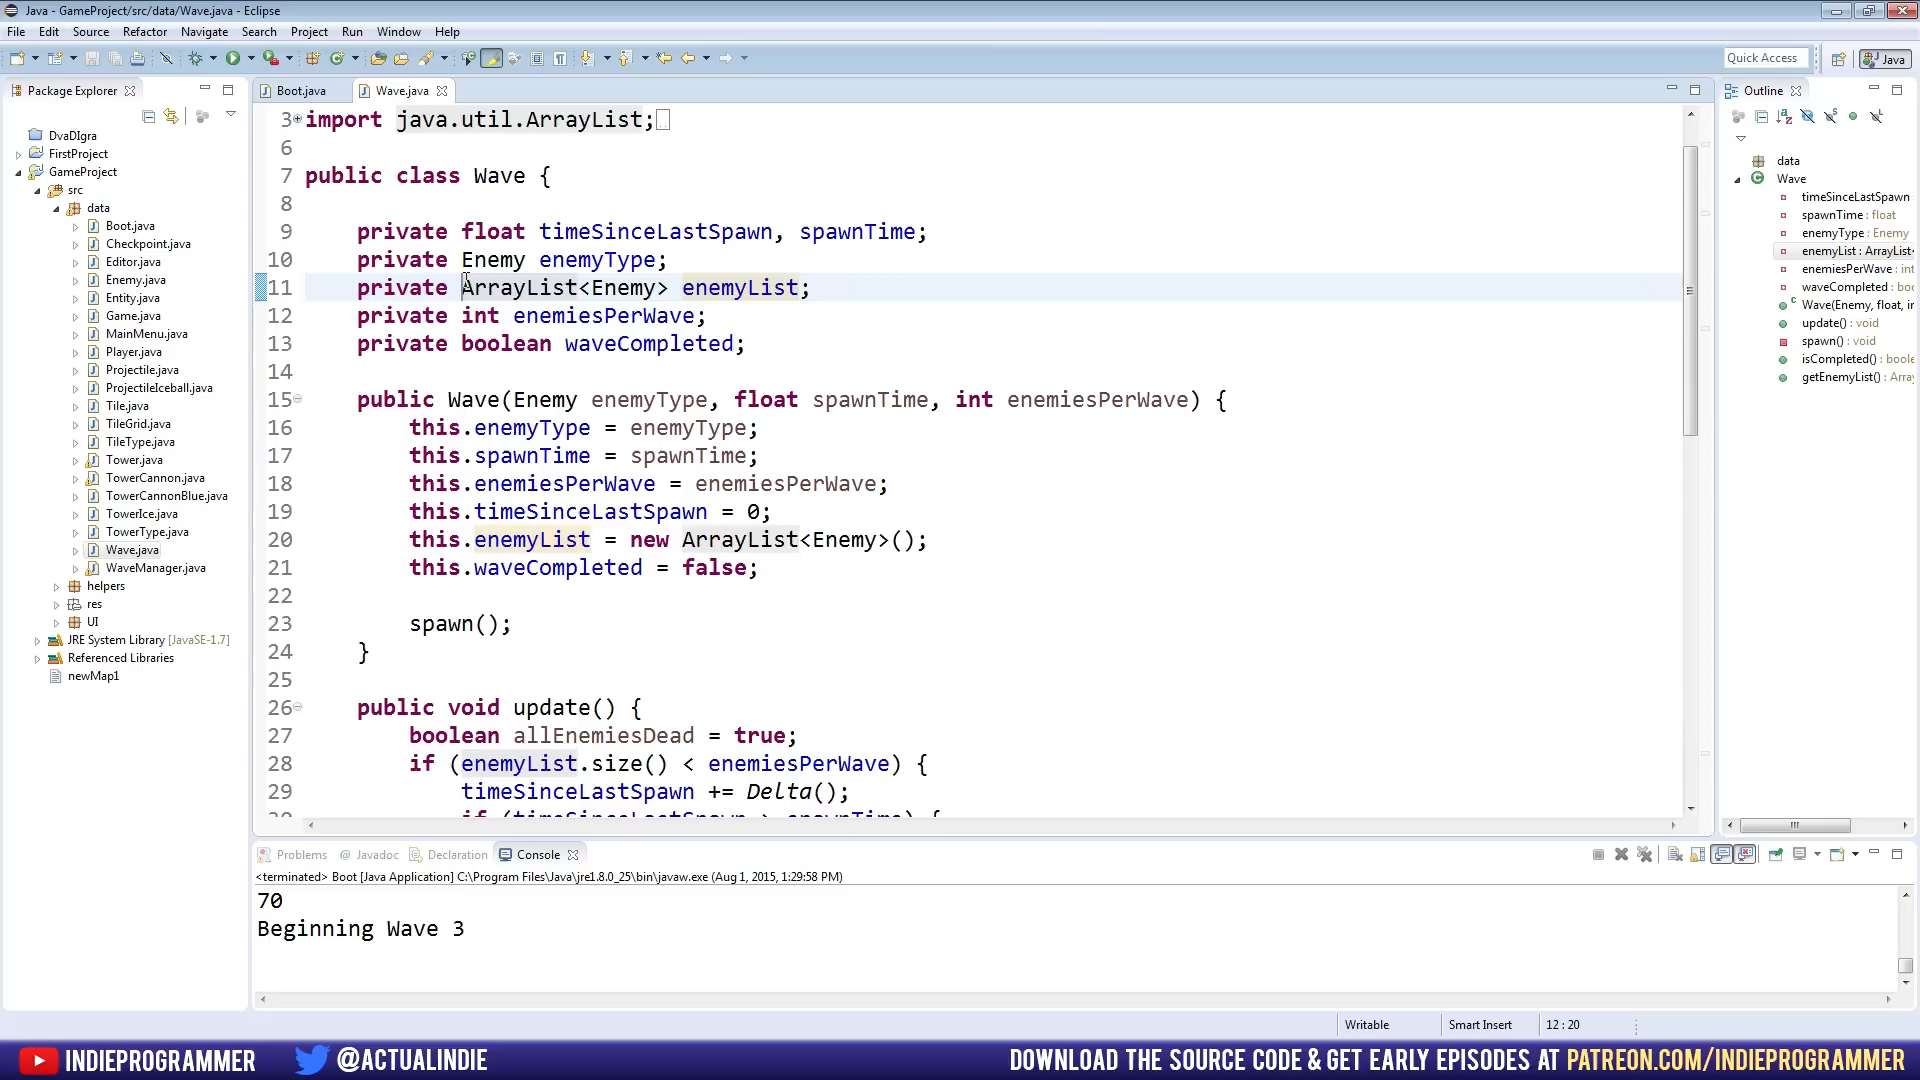 Java - GameProject/src/data/Wave.java - Eclipse
File Edit Source Refactor Navigate Search Project Run Window Help
Quick Access Java
Package Explorer
DvaDIgra
FirstProject
GameProject
src
data
Boot.java
Checkpoint.java
Editor.java
Enemy.java
Entity.java
Game.java
MainMenu.java
Player.java
Projectile.java
ProjectileIceball.java
Tile.java
TileGrid.java
TileType.java
Tower.java
TowerCannon.java
TowerCannonBlue.java
TowerIce.java
TowerType.java
Wave.java
WaveManager.java
helpers
res
UI
JRE System Library [JavaSE-1.7]
Referenced Libraries
newMap1
Boot.java Wave.java
3 import java.util.ArrayList;
6
7 public class Wave {
8
9 private float timeSinceLastSpawn, spawnTime;
10 private Enemy enemyType;
11 private ArrayList<Enemy> enemyList;
12 private int enemiesPerWave;
13 private boolean waveCompleted;
14
15 public Wave(Enemy enemyType, float spawnTime, int enemiesPerWave) {
16 this.enemyType = enemyType;
17 this.spawnTime = spawnTime;
18 this.enemiesPerWave = enemiesPerWave;
19 this.timeSinceLastSpawn = 0;
20 this.enemyList = new ArrayList<Enemy>();
21 this.waveCompleted = false;
22
23 spawn();
24 }
25
26 public void update() {
27 boolean allEnemiesDead = true;
28 if (enemyList.size() < enemiesPerWave) {
29 timeSinceLastSpawn += Delta();
30 if (timeSinceLastSpawn > spawnTime) {
Outline
data
Wave
timeSinceLastSpawn
spawnTime : float
enemyType : Enemy
enemyList : ArrayList<
enemiesPerWave : int
waveCompleted : boo
Wave(Enemy, float, in
update() : void
spawn() : void
isCompleted() : boole
getEnemyList() : Array
Problems @ Javadoc Declaration Console
<terminated> Boot [Java Application] C:\Program Files\Java\jre1.8.0_25\bin\javaw.exe (Aug 1, 2015, 1:29:58 PM)
70
Beginning Wave 3
Writable Smart Insert 12 : 20
INDIEPROGRAMMER @ACTUALINDIE DOWNLOAD THE SOURCE CODE & GET EARLY EPISODES AT PATREON.COM/INDIEPROGRAMMER